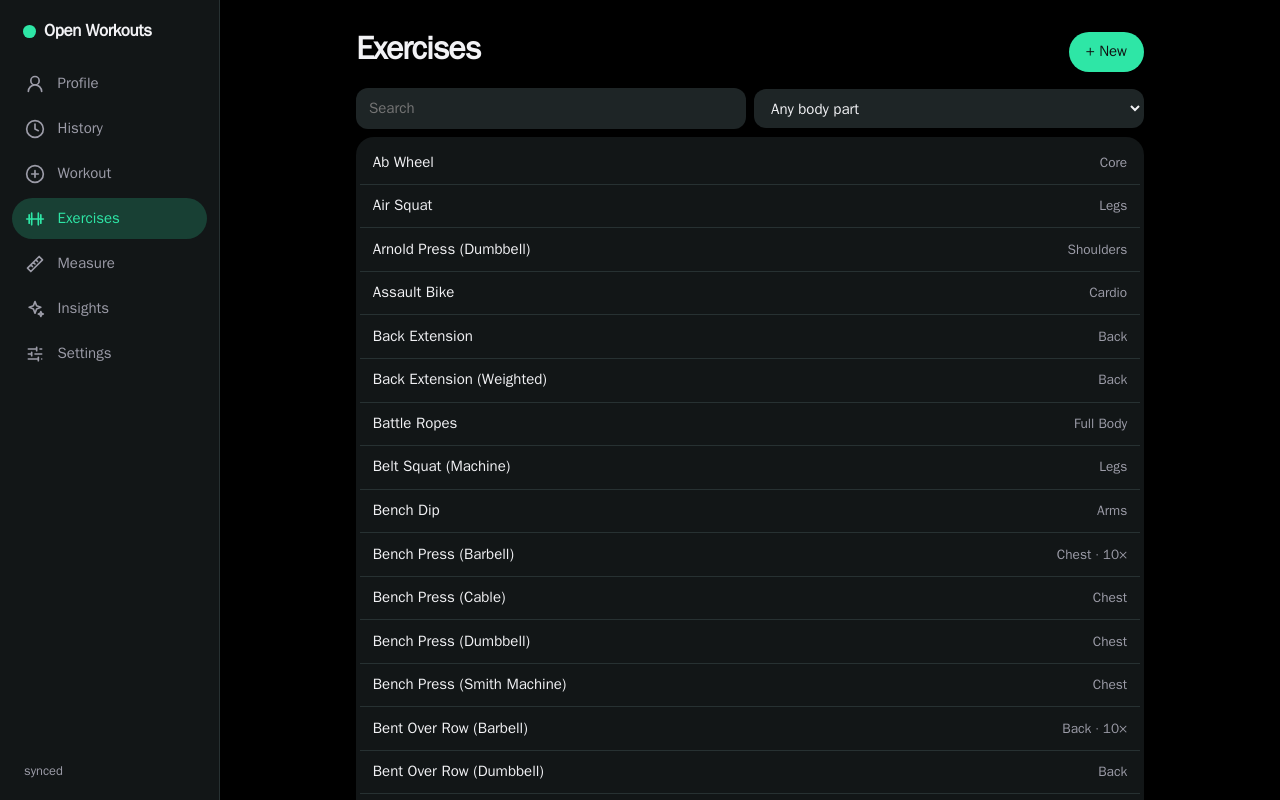 Open Workouts
Profile
History
Workout
Exercises
Measure
Insights
Settings
synced
Exercises
+ New
Search
Any body part
Ab Wheel Core
Air Squat Legs
Arnold Press (Dumbbell) Shoulders
Assault Bike Cardio
Back Extension Back
Back Extension (Weighted) Back
Battle Ropes Full Body
Belt Squat (Machine) Legs
Bench Dip Arms
Bench Press (Barbell) Chest · 10×
Bench Press (Cable) Chest
Bench Press (Dumbbell) Chest
Bench Press (Smith Machine) Chest
Bent Over Row (Barbell) Back · 10×
Bent Over Row (Dumbbell) Back